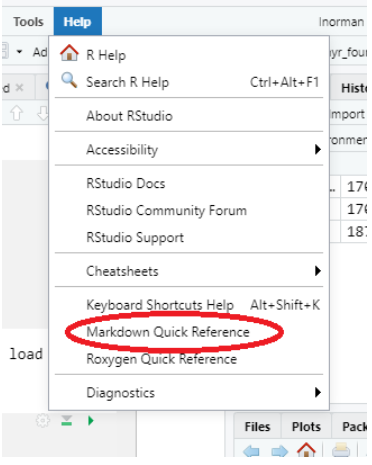 Tools Help lnorman
Ad yr_four
R Help
Search R Help Ctrl+Alt+F1
Histo
About RStudio
mport
Accessibility
ronmen
RStudio Docs
.. 176
RStudio Community Forum
176
RStudio Support
187
Cheatsheets
Keyboard Shortcuts Help Alt+Shift+K
Markdown Quick Reference
load
Roxygen Quick Reference
Diagnostics
Files Plots Pack